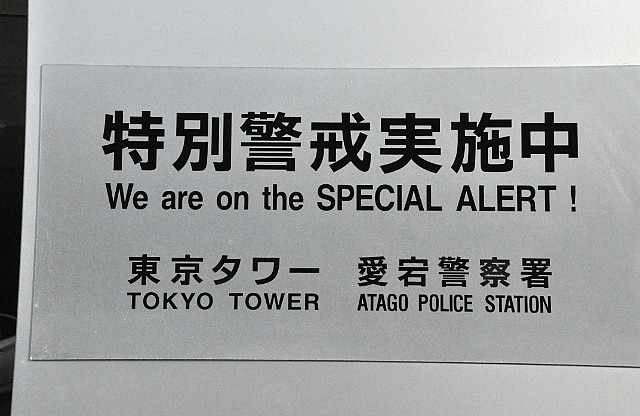 特別警戒実施中
We are on the SPECIAL ALERT !
東京タワー 愛宕警察署
TOKYO TOWER ATAGO POLICE STATION